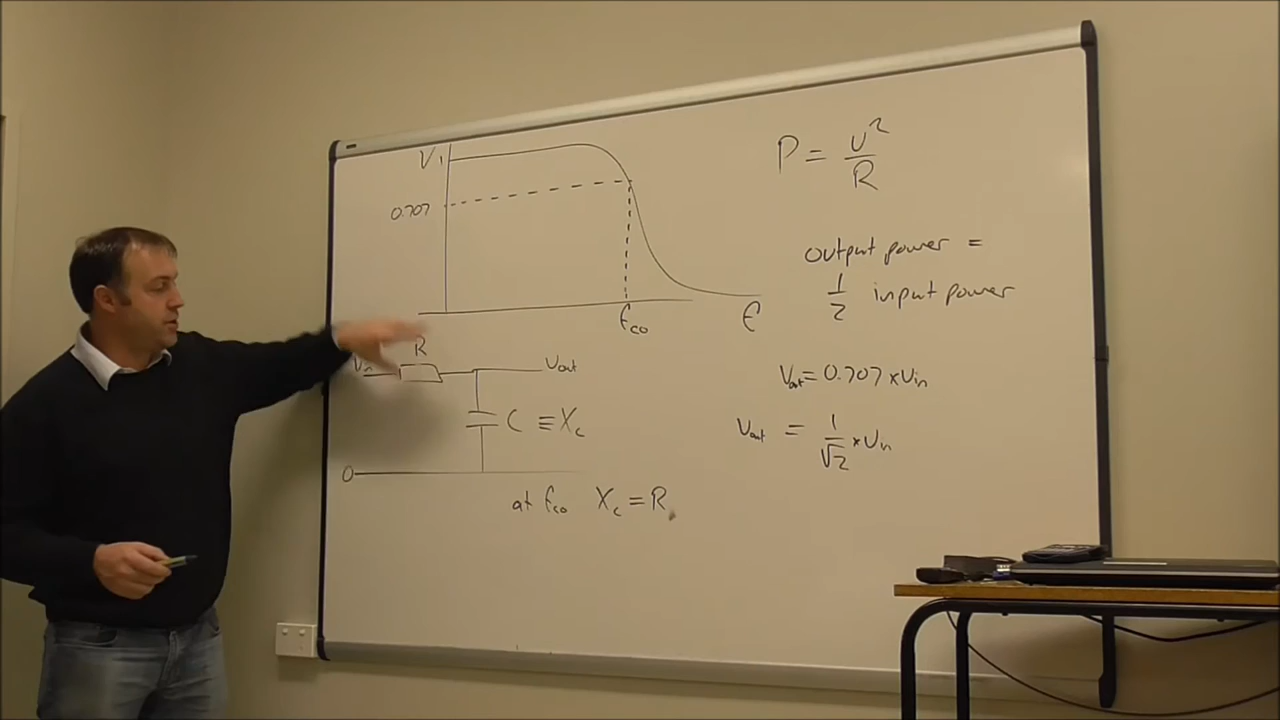 V 1
0.707
fco
f
R
Vin
Vout
C ≡ Xc
0
at fco Xc = R
P = V²/R
output power =
1/2 input power
Vout = 0.707 × Vin
Vout = 1/√2 × Vin